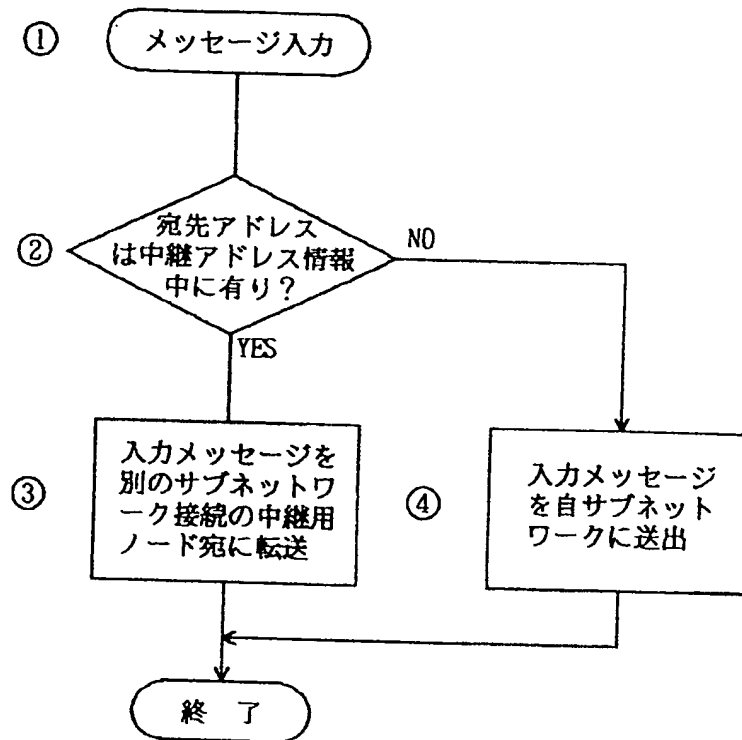 ①
メッセージ入力
②
宛先アドレス
は中継アドレス情報
中に有り?
NO
YES
③
入力メッセージを
別のサブネットワ
ーク接続の中継用
ノード宛に転送
④
入力メッセージ
を自サブネット
ワークに送出
終 了